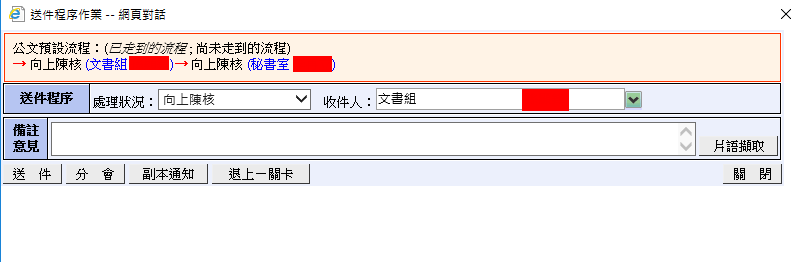 送件程序作業 -- 網頁對話
公文預設流程：(已走到的流程 ; 尚未走到的流程)
→ 向上陳核 (文書組 )→ 向上陳核 (秘書室 )
送件程序 處理狀況： 向上陳核 收件人： 文書組
備註
意見
片語擷取
送 件 分 會 副本通知 退上一關卡 關 閉